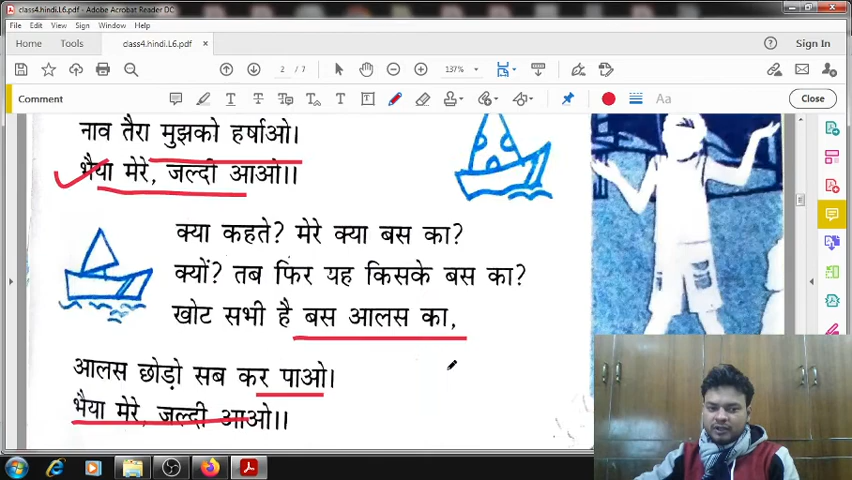 class4.hindi.L6.pdf - Adobe Acrobat Reader DC
File Edit View Sign Window Help
Home Tools class4.hindi.L6.pdf × Sign In
2 / 7 137%
Comment T T T T T Aa Close
नाव तैरा मुझको हर्षाओ।
भैया मेरे, जल्दी आओ।।
क्या कहते? मेरे क्या बस का?
क्यों? तब फिर यह किसके बस का?
खोट सभी है बस आलस का,
आलस छोड़ो सब कर पाओ।
भैया मेरे, जल्दी आओ।।